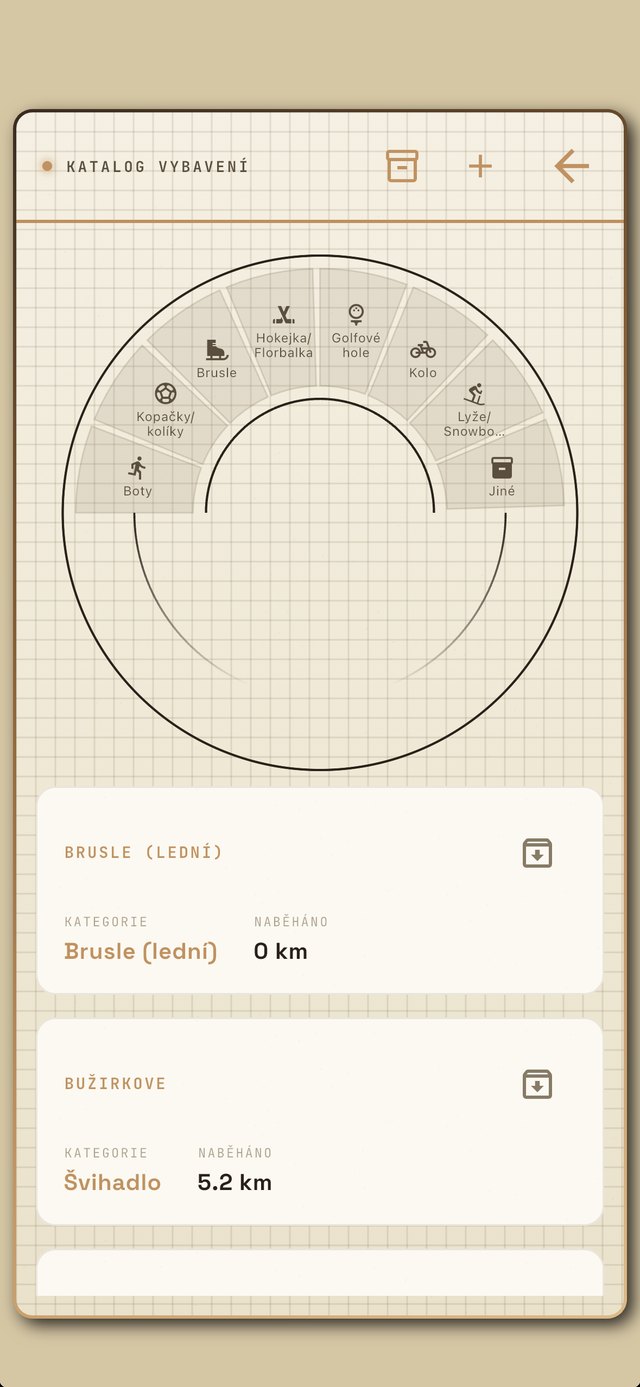 KATALOG VYBAVENÍ
Hokejka/
Florbalka
Golfové
hole
Brusle
Kolo
Kopačky/
kolíky
Lyže/
Snowbo...
Boty
Jiné
BRUSLE (LEDNÍ)
KATEGORIE NABĚHÁNO
Brusle (lední) 0 km
BUŽIRKOVE
KATEGORIE NABĚHÁNO
Švihadlo 5.2 km